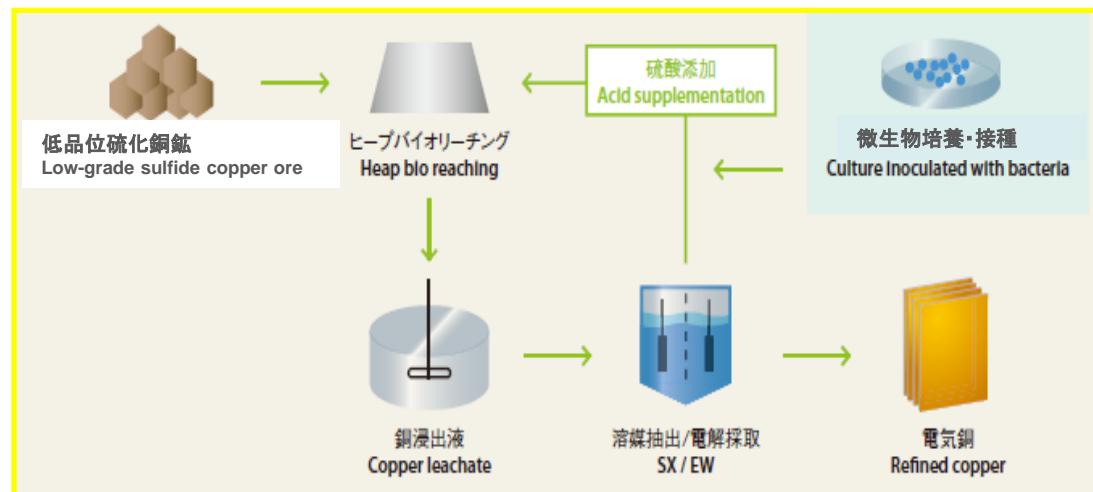 低品位硫化銅鉱
Low-grade sulfide copper ore
ヒープバイオリーチング
Heap bio reaching
硫酸添加
Acid supplementation
微生物培養・接種
Culture inoculated with bacteria
銅浸出液
Copper leachate
溶媒抽出/電解採取
SX / EW
電気銅
Refined copper